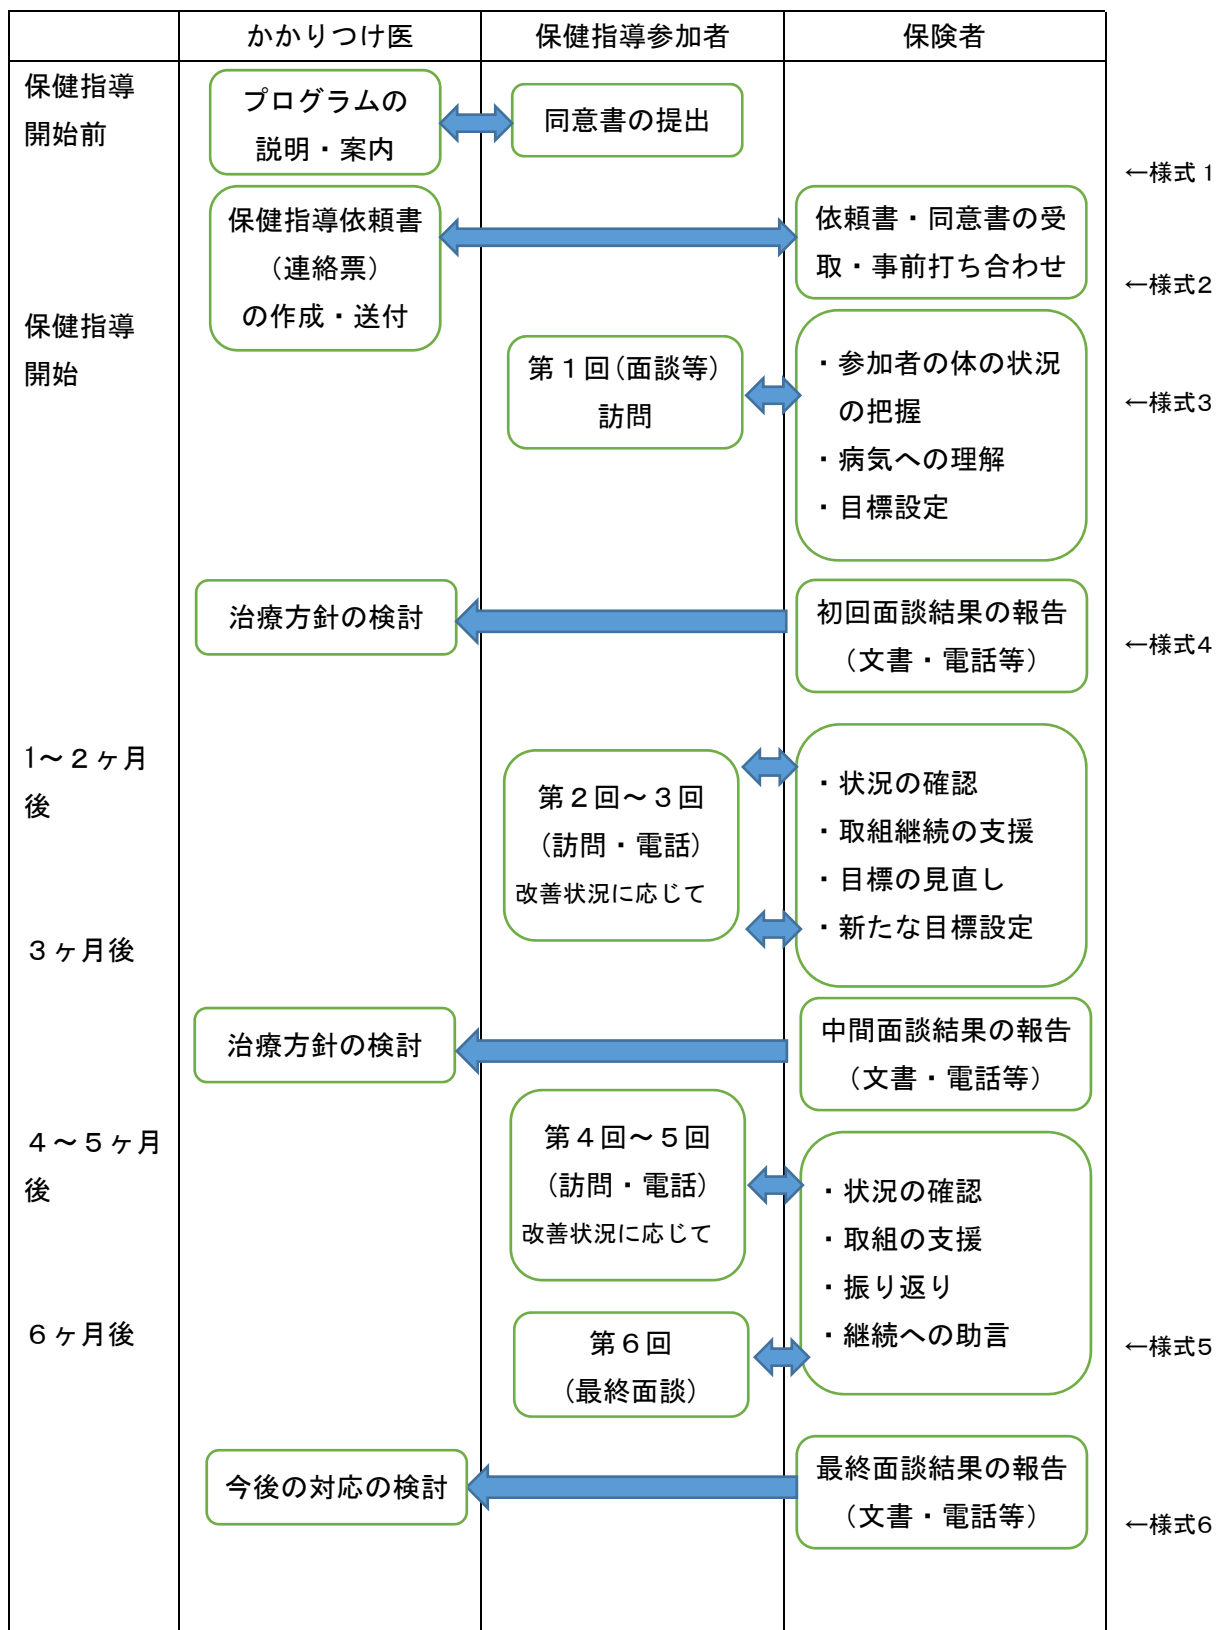 かかりつけ医
保健指導参加者
保険者
保健指導
開始前
プログラムの
説明・案内
同意書の提出
←様式1
保健指導依頼書
（連絡票）
の作成・送付
依頼書・同意書の受
取・事前打ち合わせ
←様式2
保健指導
開始
第１回（面談等）
訪問
・参加者の体の状況
の把握
・病気への理解
・目標設定
←様式3
治療方針の検討
初回面談結果の報告
（文書・電話等）
←様式4
1～２ヶ月
後
第２回～３回
（訪問・電話）
改善状況に応じて
・状況の確認
・取組継続の支援
・目標の見直し
・新たな目標設定
３ヶ月後
治療方針の検討
中間面談結果の報告
（文書・電話等）
４～５ヶ月
後
第４回～５回
（訪問・電話）
改善状況に応じて
・状況の確認
・取組の支援
・振り返り
・継続への助言
６ヶ月後
第６回
（最終面談）
←様式5
今後の対応の検討
最終面談結果の報告
（文書・電話等）
←様式6